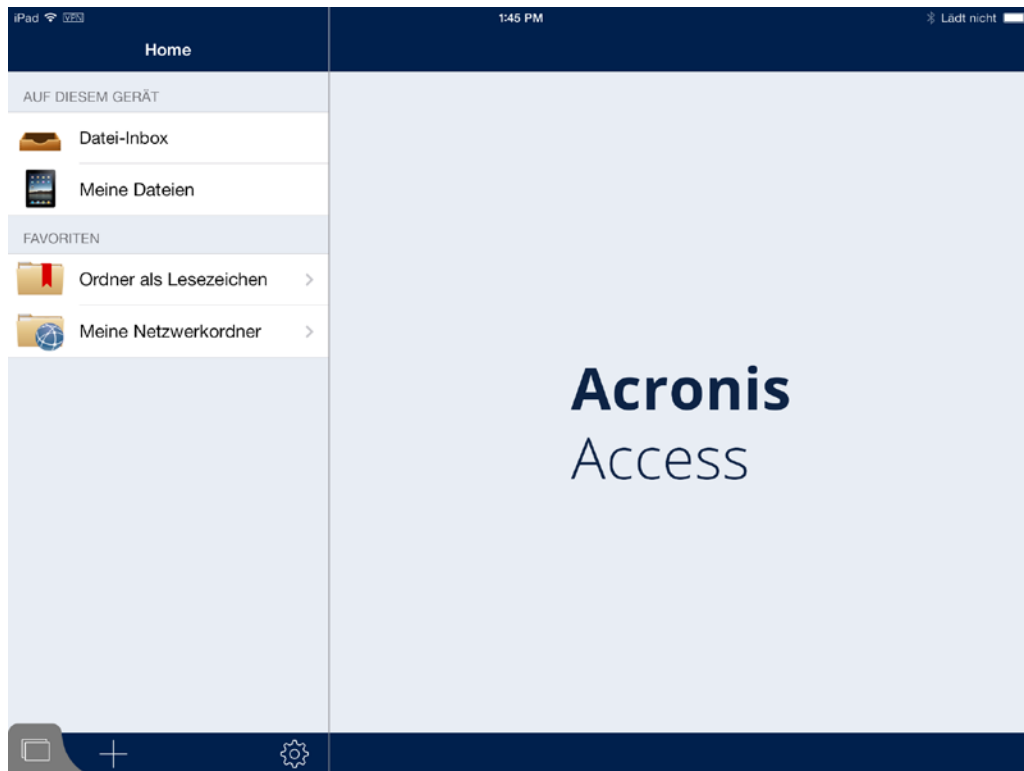 iPad VPN 1:45 PM Lädt nicht
Home
AUF DIESEM GERÄT
Datei-Inbox
Meine Dateien
FAVORITEN
Ordner als Lesezeichen
Meine Netzwerkordner
Acronis
Access